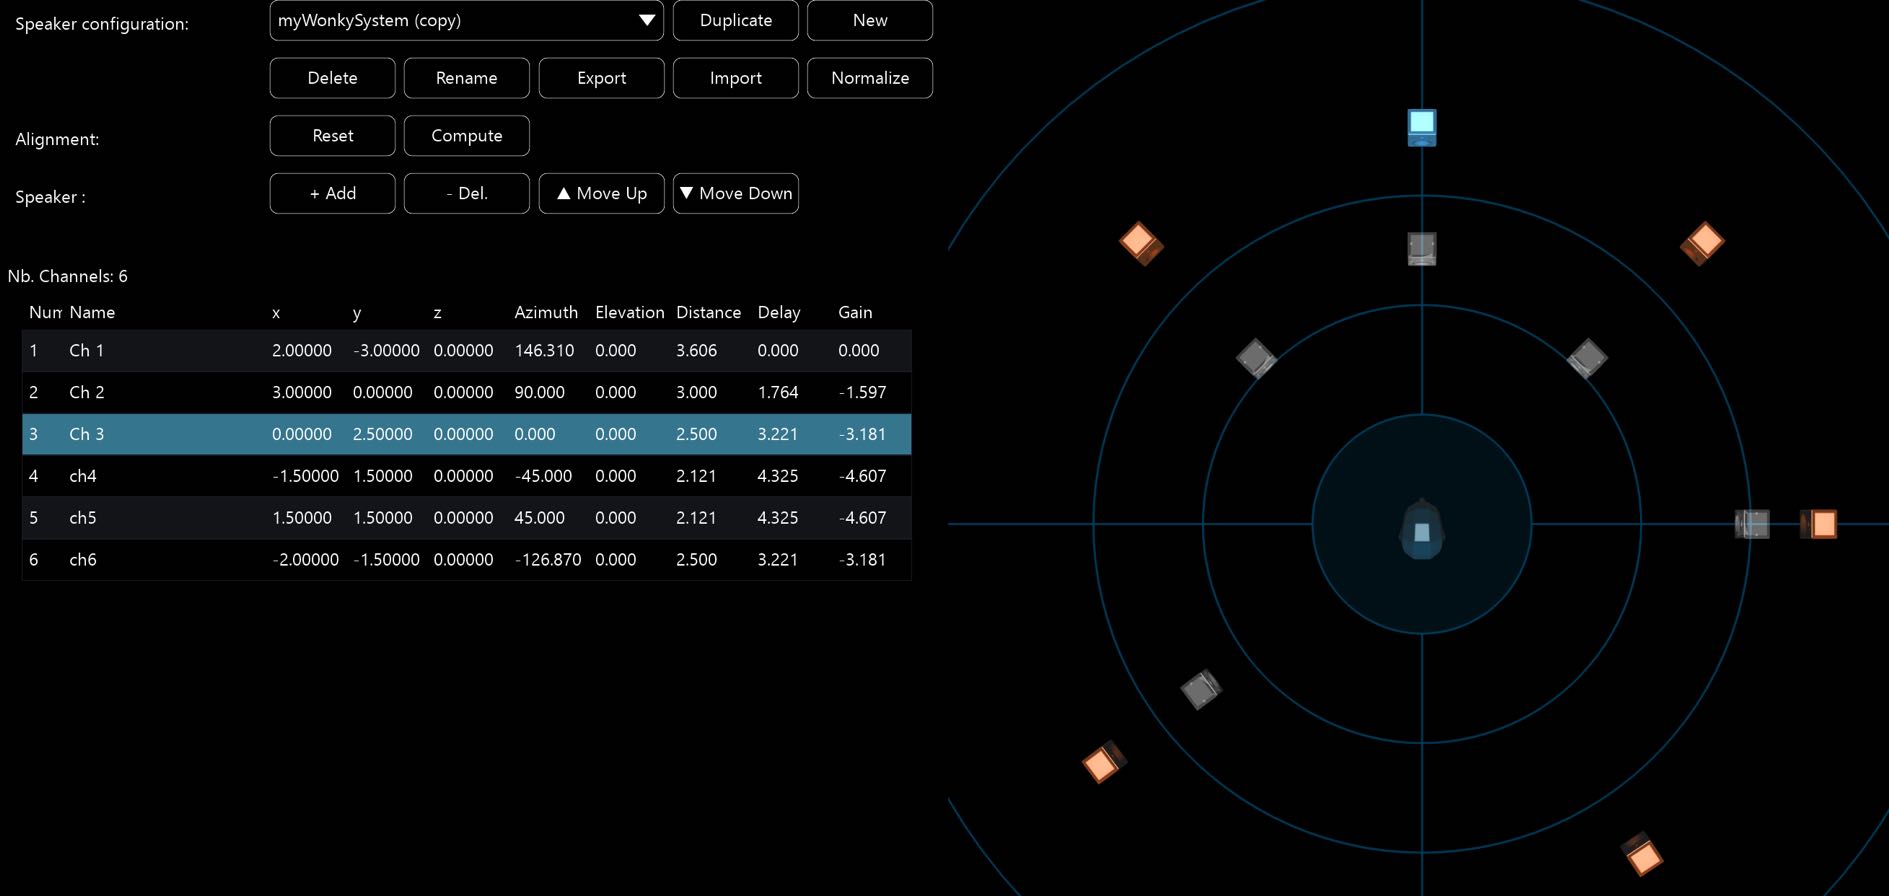 Speaker configuration: myWonkySystem (copy) Duplicate New
Delete Rename Export Import Normalize
Alignment: Reset Compute
Speaker : + Add - Del. ▲ Move Up ▼ Move Down
Nb. Channels: 6
Num Name x y z Azimuth Elevation Distance Delay Gain
1 Ch 1 2.00000 -3.00000 0.00000 146.310 0.000 3.606 0.000 0.000
2 Ch 2 3.00000 0.00000 0.00000 90.000 0.000 3.000 1.764 -1.597
3 Ch 3 0.00000 2.50000 0.00000 0.000 0.000 2.500 3.221 -3.181
4 ch4 -1.50000 1.50000 0.00000 -45.000 0.000 2.121 4.325 -4.607
5 ch5 1.50000 1.50000 0.00000 45.000 0.000 2.121 4.325 -4.607
6 ch6 -2.00000 -1.50000 0.00000 -126.870 0.000 2.500 3.221 -3.181